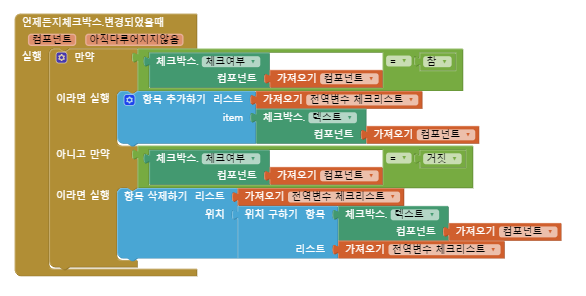 언제든지체크박스.변경되었을때
컴포넌트 아직다루어지지않음
실행 만약 체크박스. 체크여부 = 참
컴포넌트 가져오기 컴포넌트
이라면 실행 항목 추가하기 리스트 가져오기 전역변수 체크리스트
item 체크박스. 텍스트
컴포넌트 가져오기 컴포넌트
아니고 만약 체크박스. 체크여부 = 거짓
컴포넌트 가져오기 컴포넌트
이라면 실행 항목 삭제하기 리스트 가져오기 전역변수 체크리스트
위치 위치 구하기 항목 체크박스. 텍스트
컴포넌트 가져오기 컴포넌트
리스트 가져오기 전역변수 체크리스트